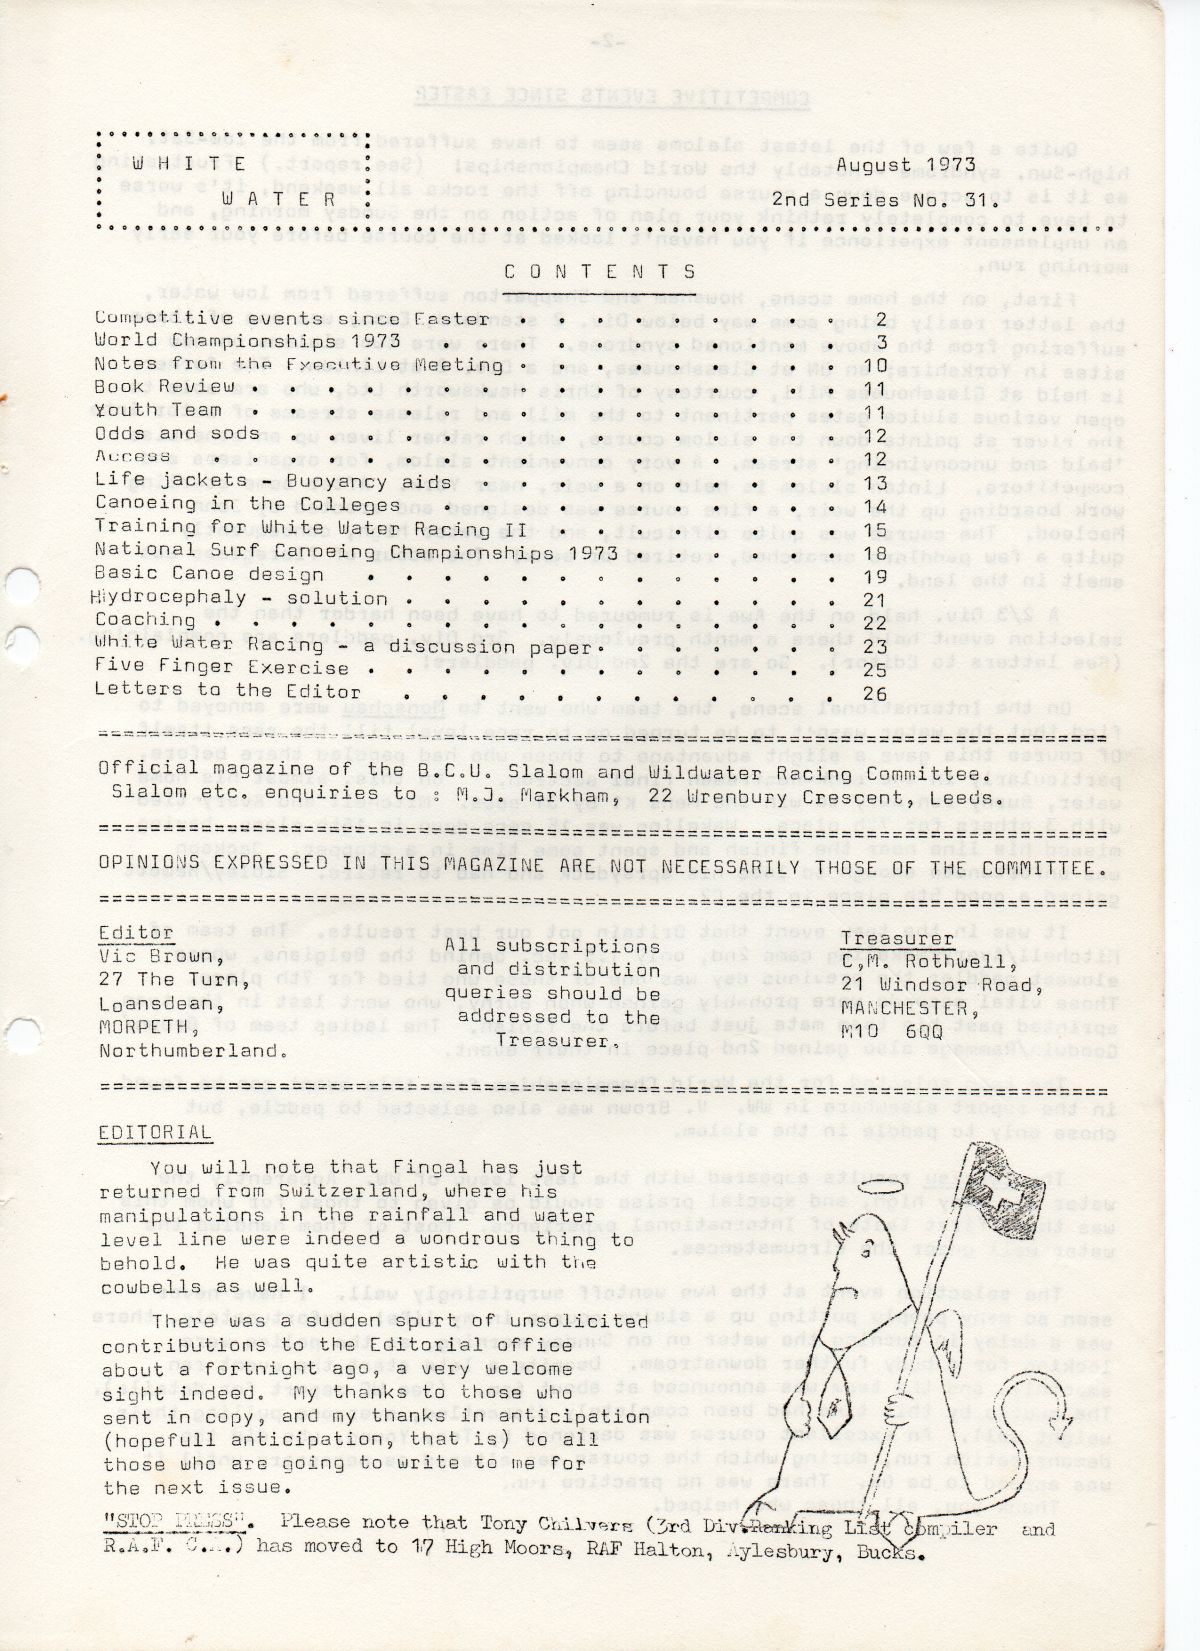 WHITE
WATER
August 1973
2nd Series No. 31.
CONTENTS
Competitive events since Easter . . . . . . . . 2
World Championships 1973 . . . . . . . . . 3
Notes from the Executive Meeting . . . . . . . . 10
Book Review . . . . . . . . . . . . . 11
Youth Team . . . . . . . . . . . . . 11
Odds and sods . . . . . . . . . . . . 12
Access . . . . . . . . . . . . . . 12
Life jackets - Buoyancy aids . . . . . . . . . 13
Canoeing in the Colleges . . . . . . . . . 14
Training for White Water Racing II . . . . . . . 15
National Surf Canoeing Championships 1973 . . . . . 18
Basic Canoe design . . . . . . . . . . . 19
Hydrocephaly - solution . . . . . . . . . . 21
Coaching . . . . . . . . . . . . . . 22
White Water Racing - a discussion paper . . . . . . 23
Five Finger Exercise . . . . . . . . . . . 25
Letters to the Editor . . . . . . . . . . 26
Official magazine of the B.C.U. Slalom and Wildwater Racing Committee.
Slalom etc. enquiries to : M.J. Markham, 22 Wrenbury Crescent, Leeds.
OPINIONS EXPRESSED IN THIS MAGAZINE ARE NOT NECESSARILY THOSE OF THE COMMITTEE.
Editor
Vic Brown,
27 The Turn,
Loansdean,
MORPETH,
Northumberland.
All subscriptions
and distribution
queries should be
addressed to the
Treasurer.
Treasurer
C.M. Rothwell,
21 Windsor Road,
MANCHESTER,
M10 6QQ
EDITORIAL
You will note that Fingal has just
returned from Switzerland, where his
manipulations in the rainfall and water
level line were indeed a wondrous thing to
behold. He was quite artistic with the
cowbells as well.
There was a sudden spurt of unsolicited
contributions to the Editorial office
about a fortnight ago, a very welcome
sight indeed. My thanks to those who
sent in copy, and my thanks in anticipation
(hopefull anticipation, that is) to all
those who are going to write to me for
the next issue.
"STOP PRESS". Please note that Tony Chilvers (3rd Div.Ranking List compiler and
R.A.F. ) has moved to 17 High Moors, RAF Halton, Aylesbury, Bucks.